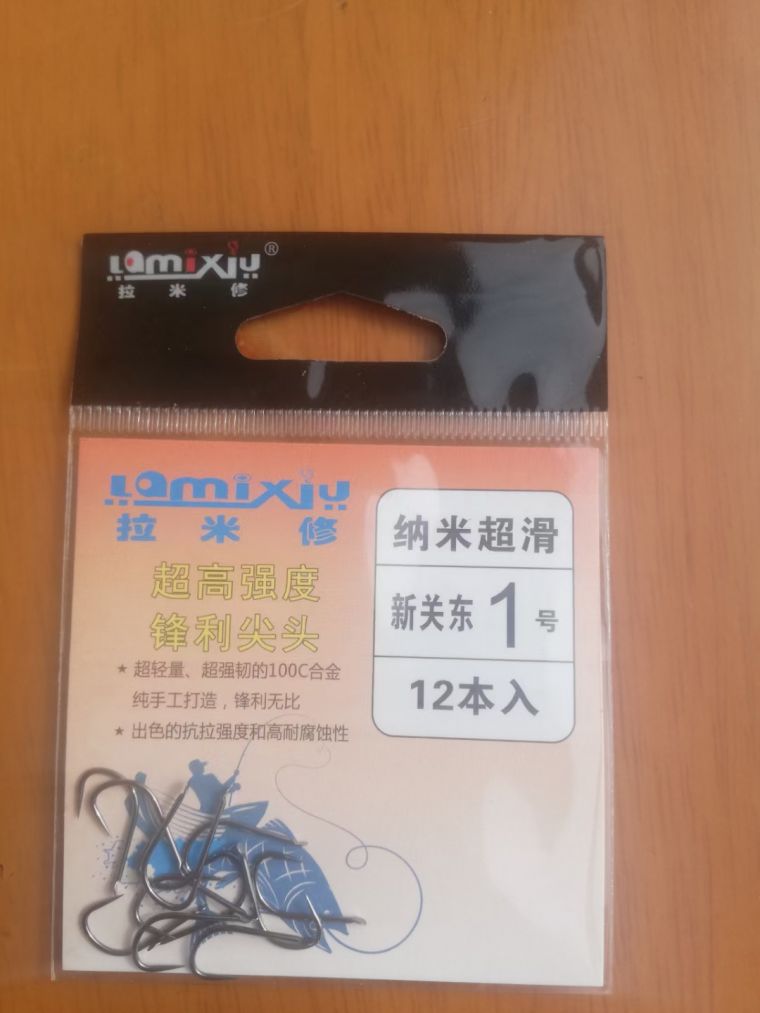 Lamixiu®
拉米修
Lamixiu
拉米修
超高强度
锋利尖头
★ 超轻量、超强韧的100C合金
纯手工打造，锋利无比
★ 出色的抗拉强度和高耐腐蚀性
纳米超滑
新关东 1 号
12本入